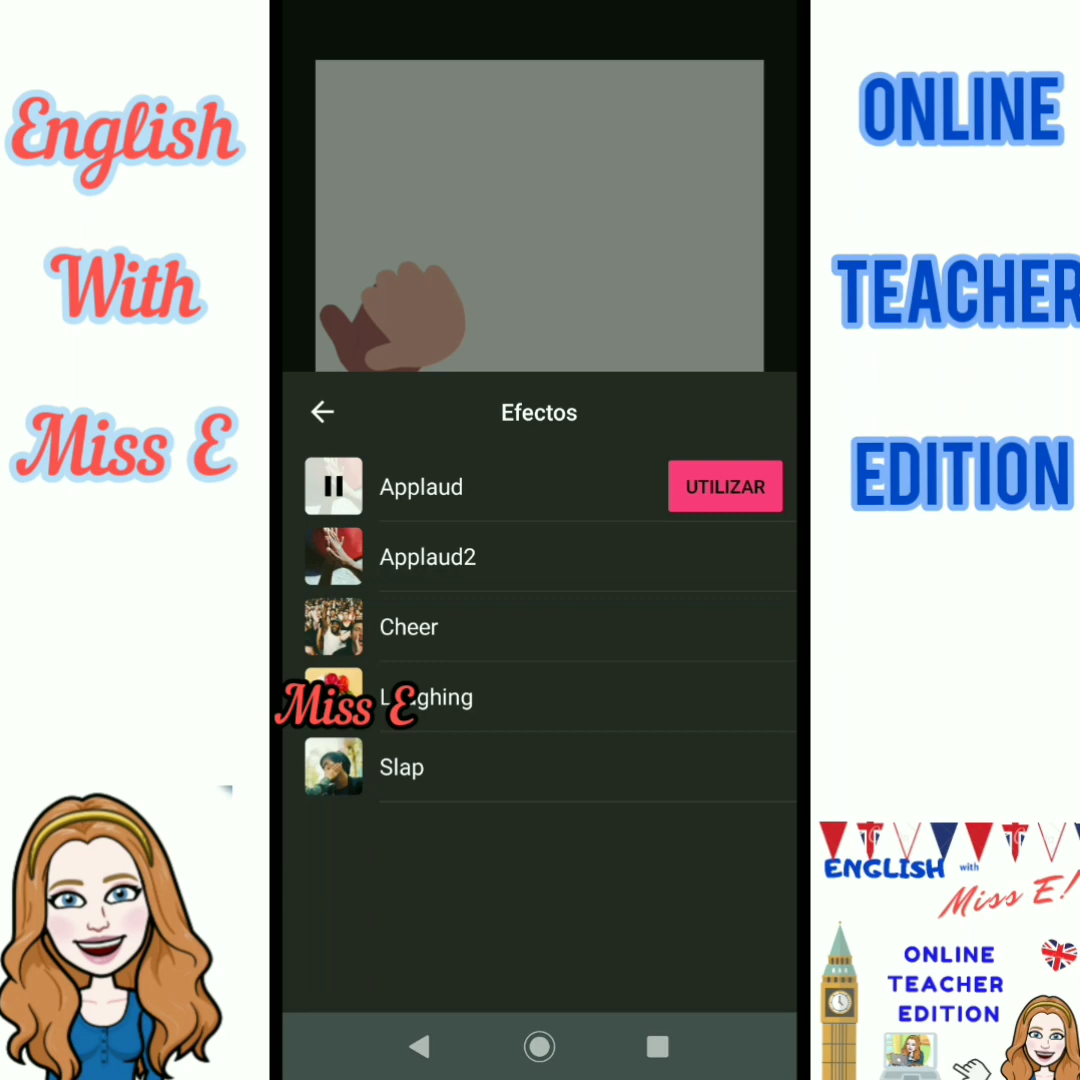 English
With
Miss E
Efectos
Applaud
UTILIZAR
Applaud2
Cheer
Miss E
Slap
ONLINE
TEACHER
EDITION
ENGLISH with
Miss E!
ONLINE
TEACHER
EDITION